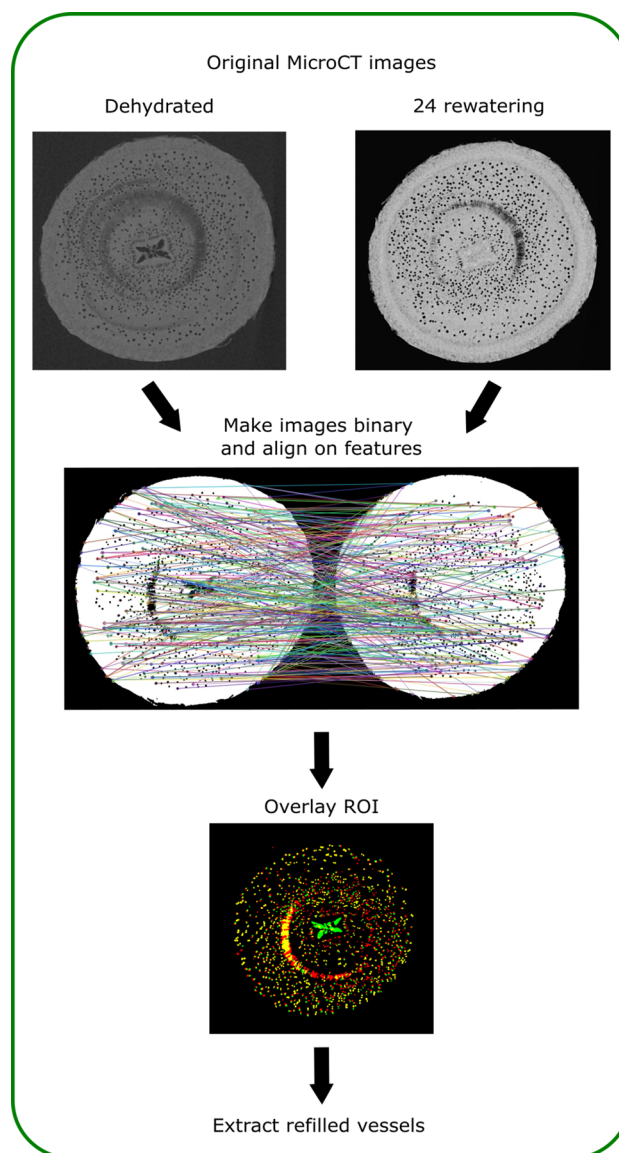 Original MicroCT images
Dehydrated
24 rewatering
Make images binary
and align on features
Overlay ROI
Extract refilled vessels